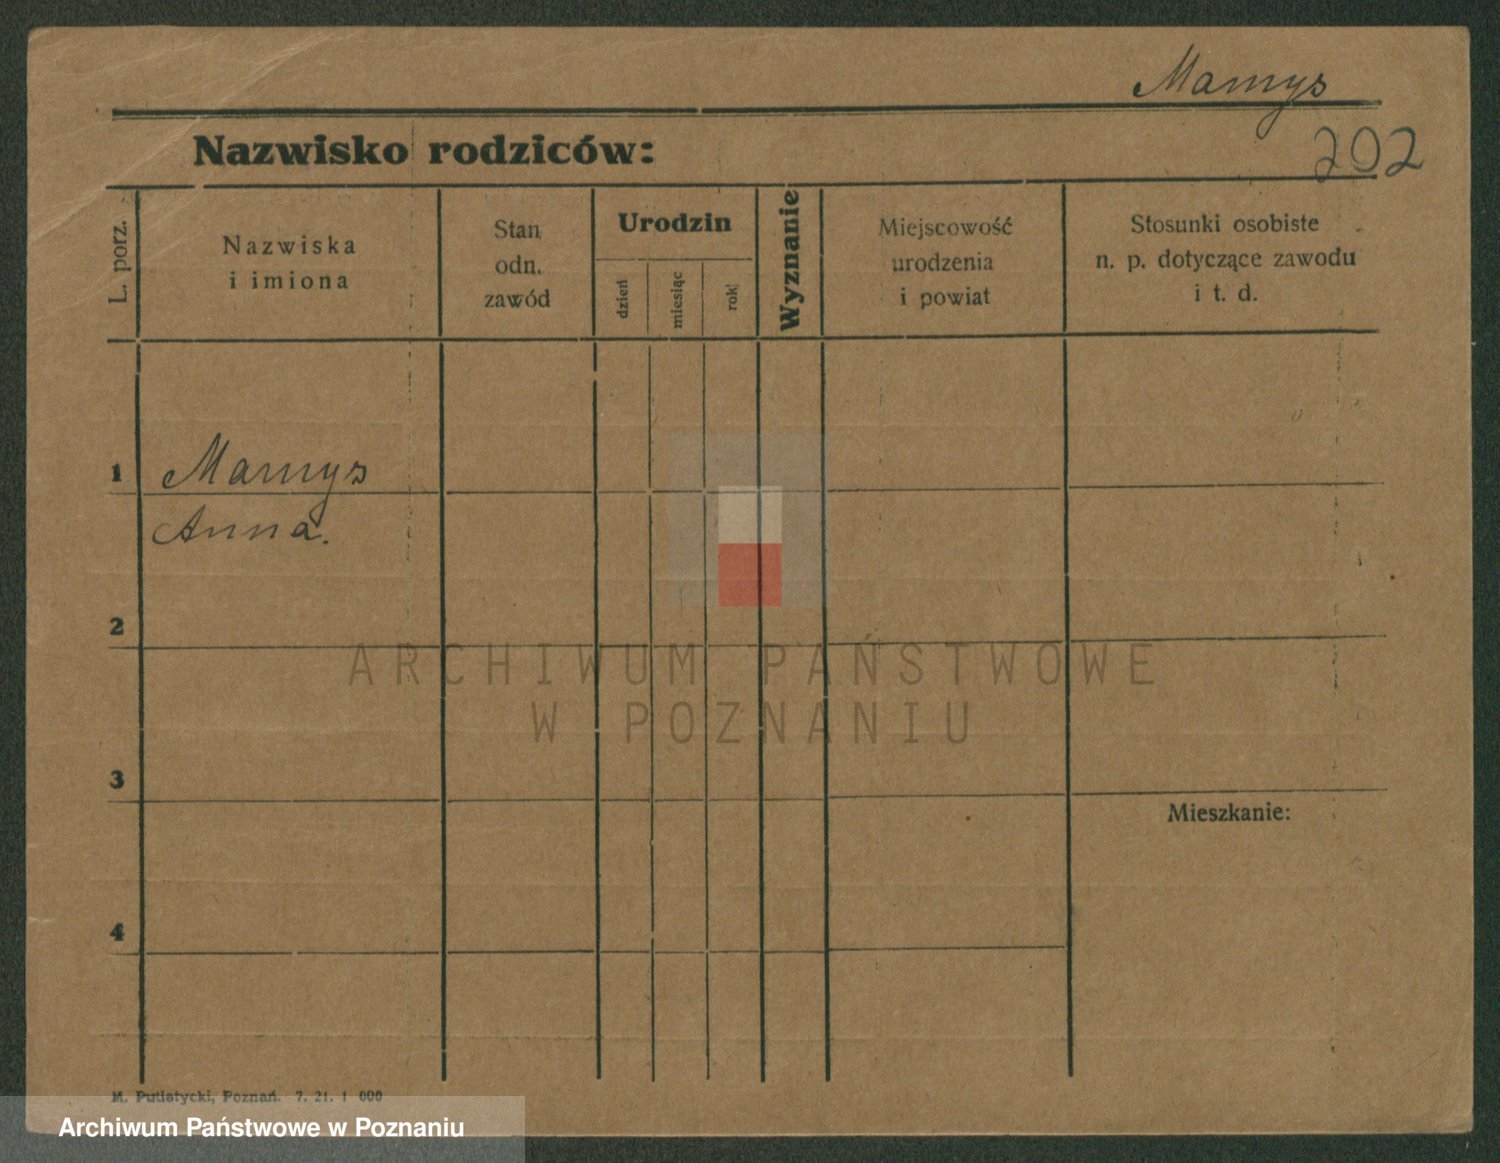 Mamys
202
Nazwisko rodziców:
L. porz.
Nazwiska
i imiona
Stan
odn.
zawód
Urodzin
dzień
miesiąc
rok
Wyznanie
Miejscowość
urodzenia
i powiat
Stosunki osobiste
n. p. dotyczące zawodu
i t. d.
1
Mamys
Anna.
2
3
Mieszkanie:
4
ARCHIWUM PAŃSTWOWE
W POZNANIU
M. Putiatycki, Poznań. 7. 21. 1 000
Archiwum Państwowe w Poznaniu